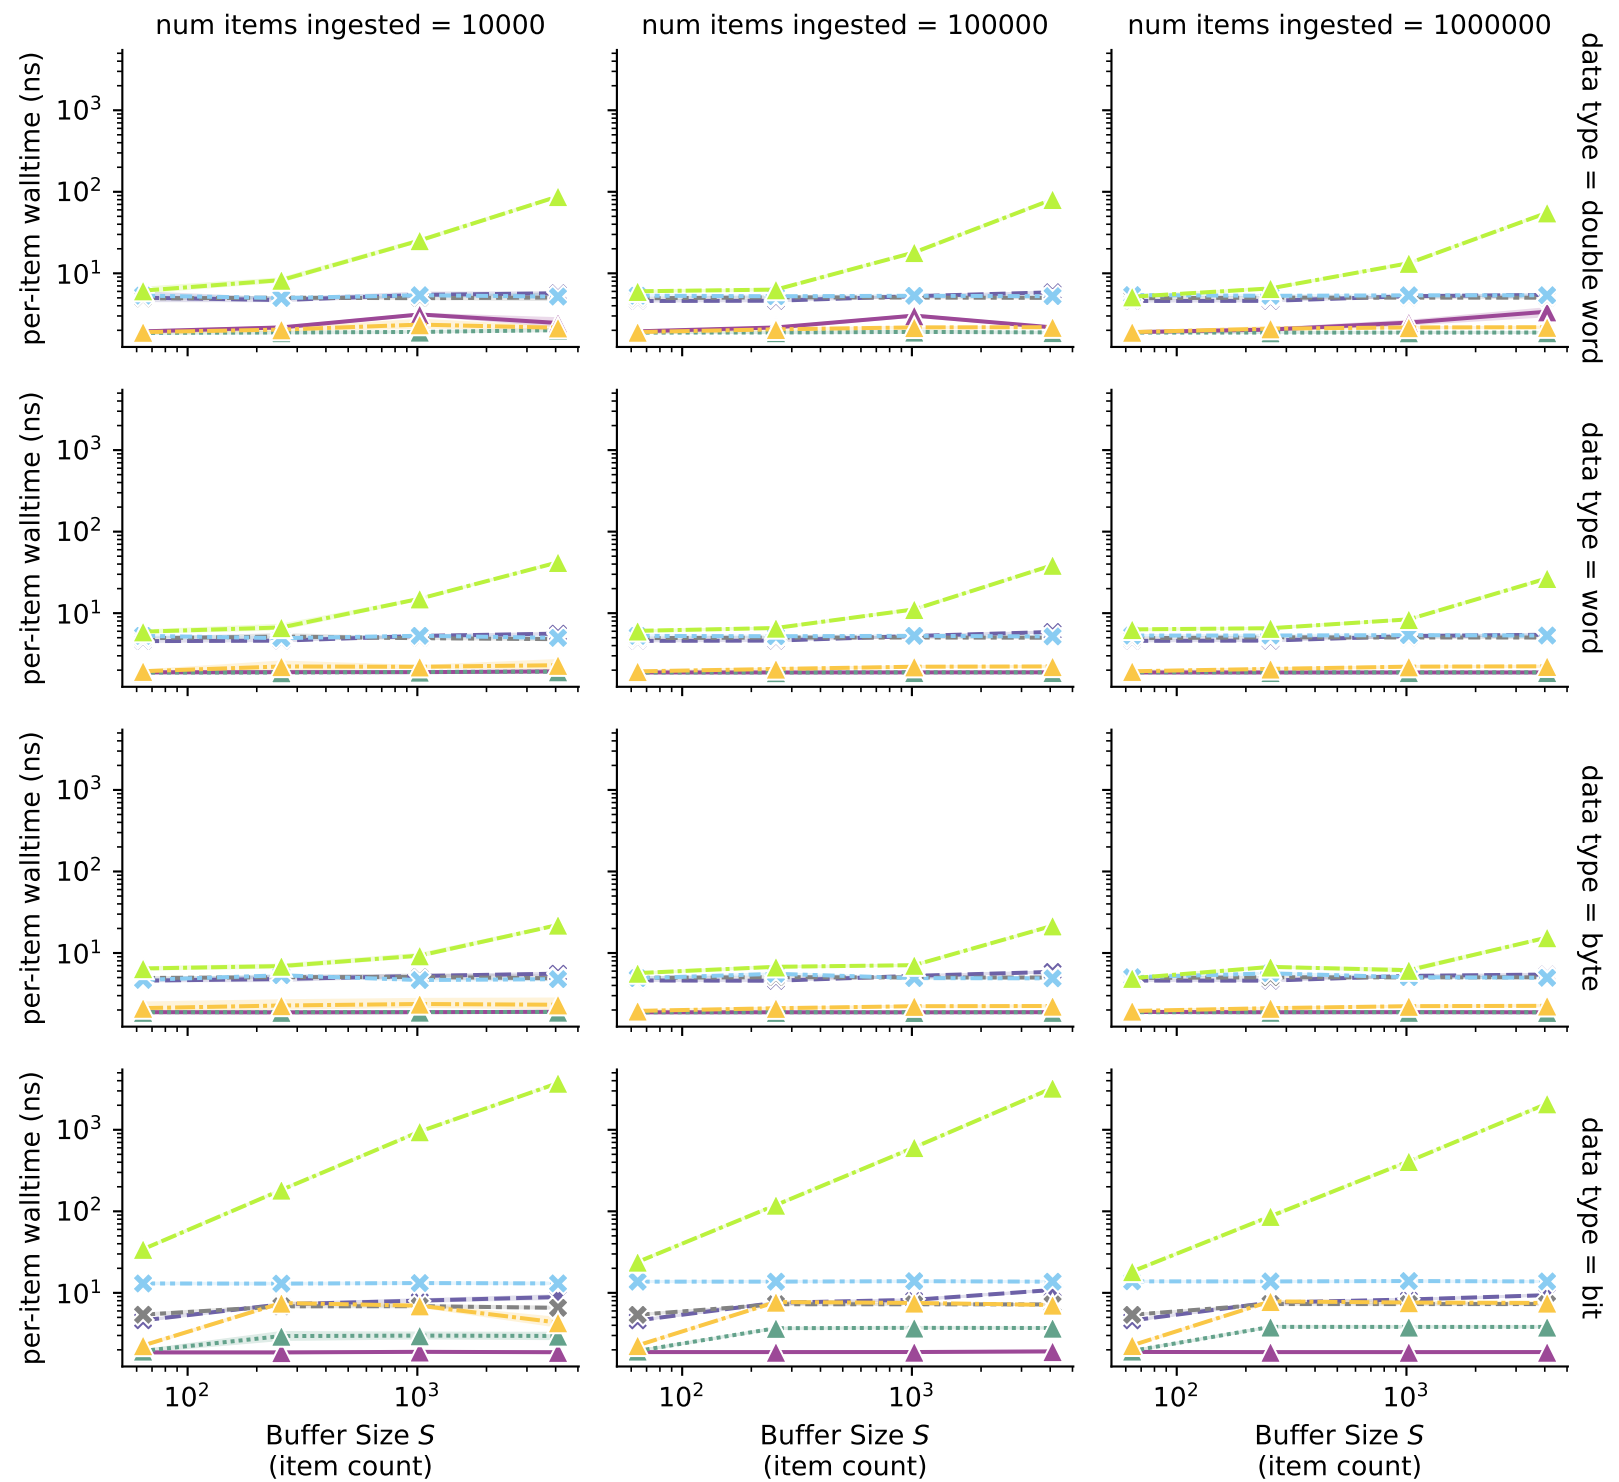 num items ingested = 10000
num items ingested = 100000
num items ingested = 1000000
per-item walltime (ns)
10³
10²
10¹
data type = double word
per-item walltime (ns)
10³
10²
10¹
data type = word
per-item walltime (ns)
10³
10²
10¹
data type = byte
per-item walltime (ns)
10³
10²
10¹
data type = bit
10² 10³
10² 10³
10² 10³
Buffer Size S
(item count)
Buffer Size S
(item count)
Buffer Size S
(item count)